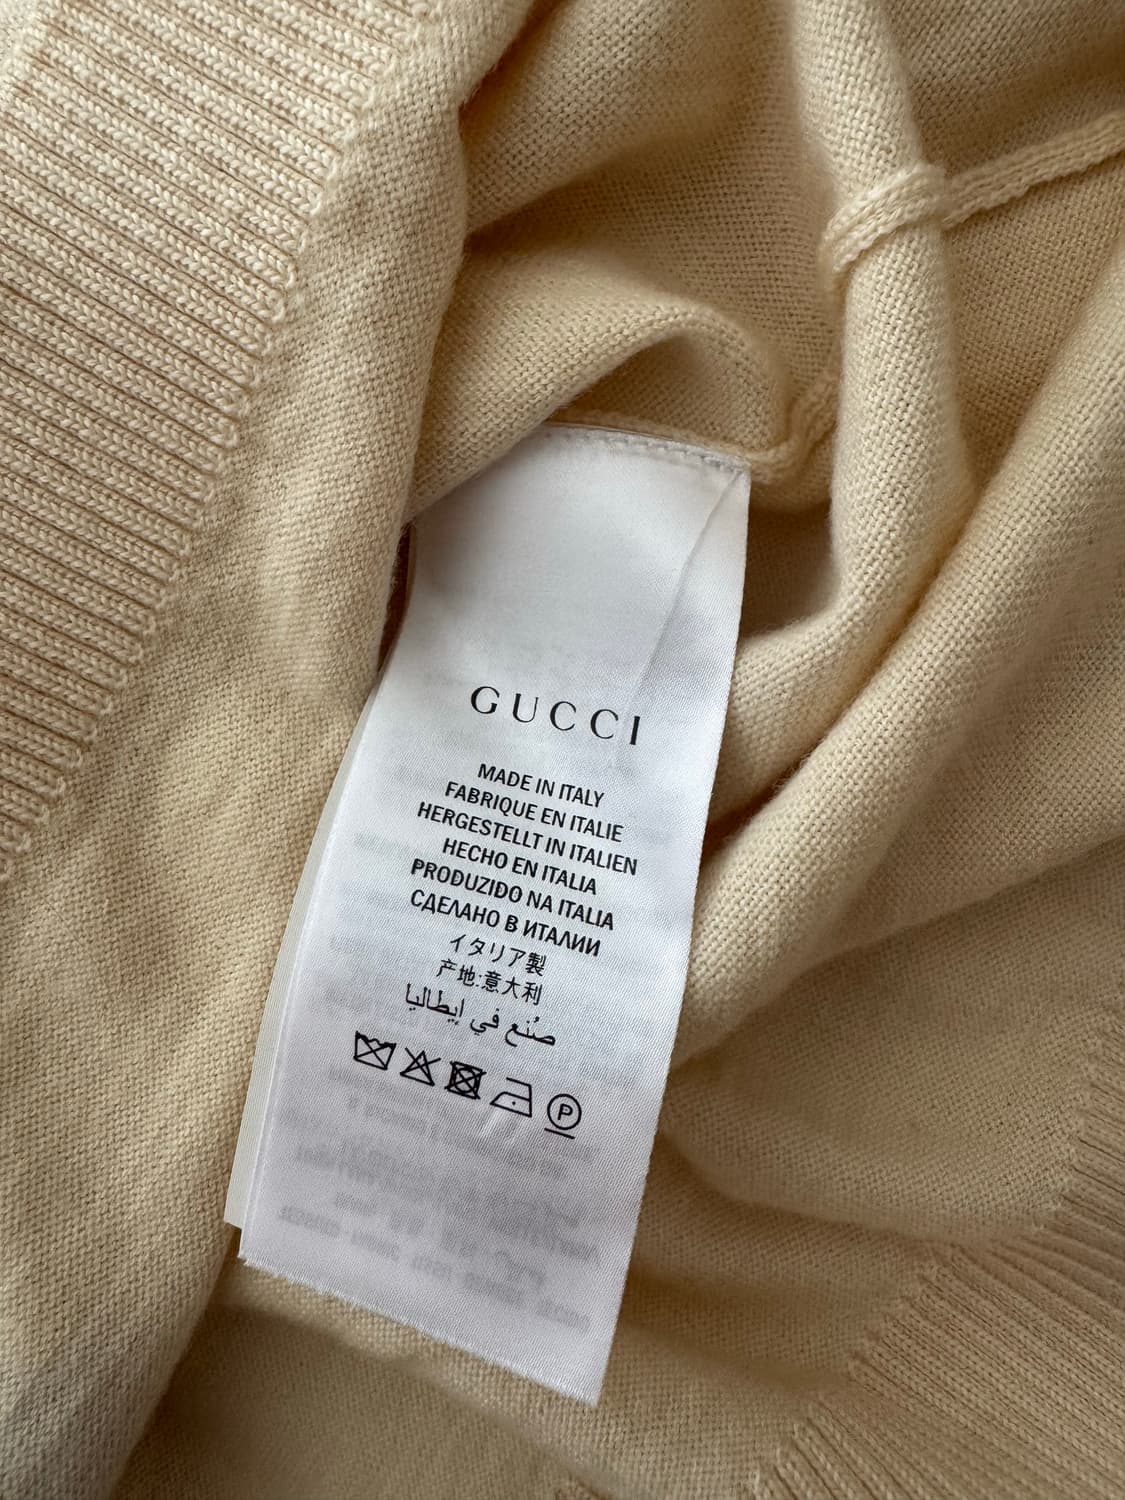 GUCCI
MADE IN ITALY
FABRIQUE EN ITALIE
HERGESTELLT IN ITALIEN
HECHO EN ITALIA
PRODUZIDO NA ITALIA
СДЕЛАНО В ИТАЛИИ
イタリア製
产地:意大利
صُنع في إيطاليا
P